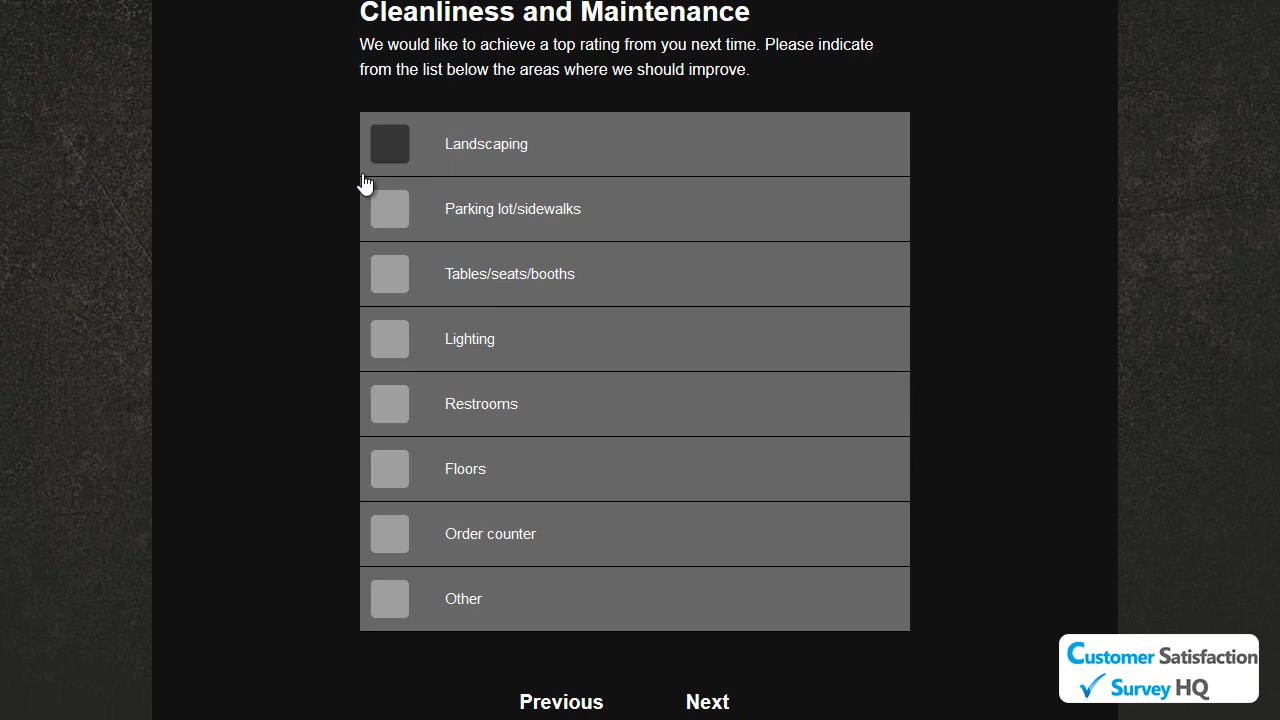 Cleanliness and Maintenance
We would like to achieve a top rating from you next time. Please indicate
from the list below the areas where we should improve.
Landscaping
Parking lot/sidewalks
Tables/seats/booths
Lighting
Restrooms
Floors
Order counter
Other
Previous Next
Customer Satisfaction
Survey HQ